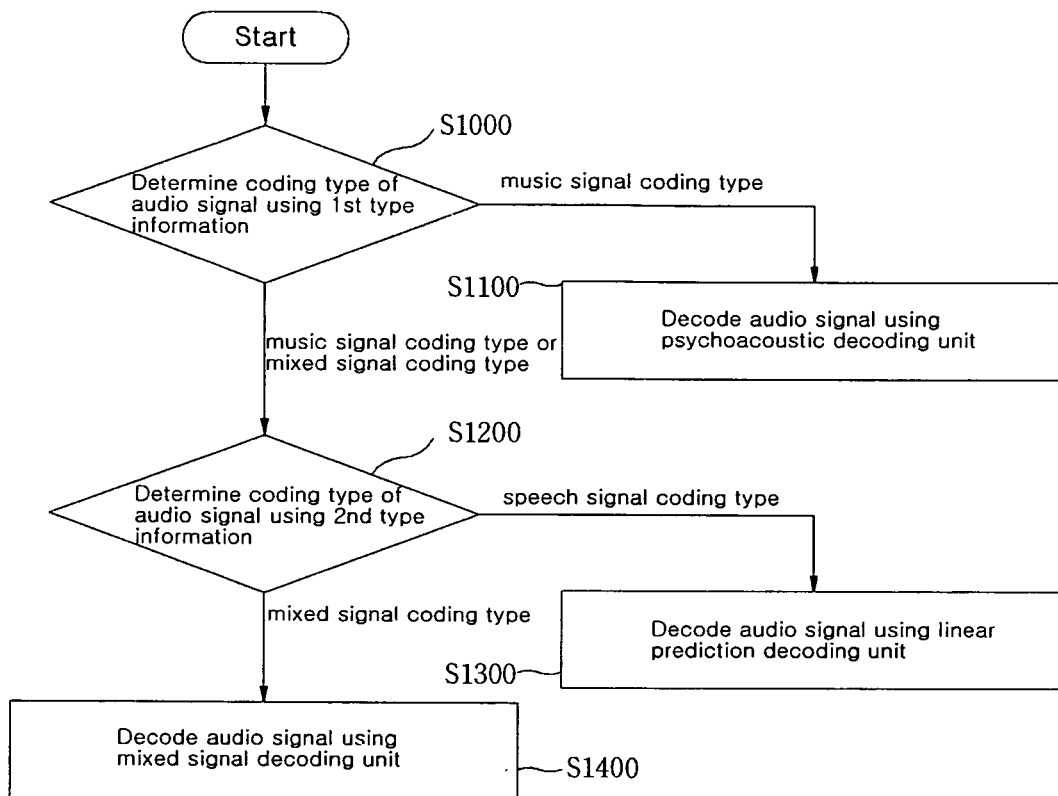 Start
S1000
Determine coding type of
audio signal using 1st type
information
music signal coding type
S1100
Decode audio signal using
psychoacoustic decoding unit
music signal coding type or
mixed signal coding type
S1200
Determine coding type of
audio signal using 2nd type
information
speech signal coding type
mixed signal coding type
Decode audio signal using linear
prediction decoding unit
S1300
Decode audio signal using
mixed signal decoding unit
S1400